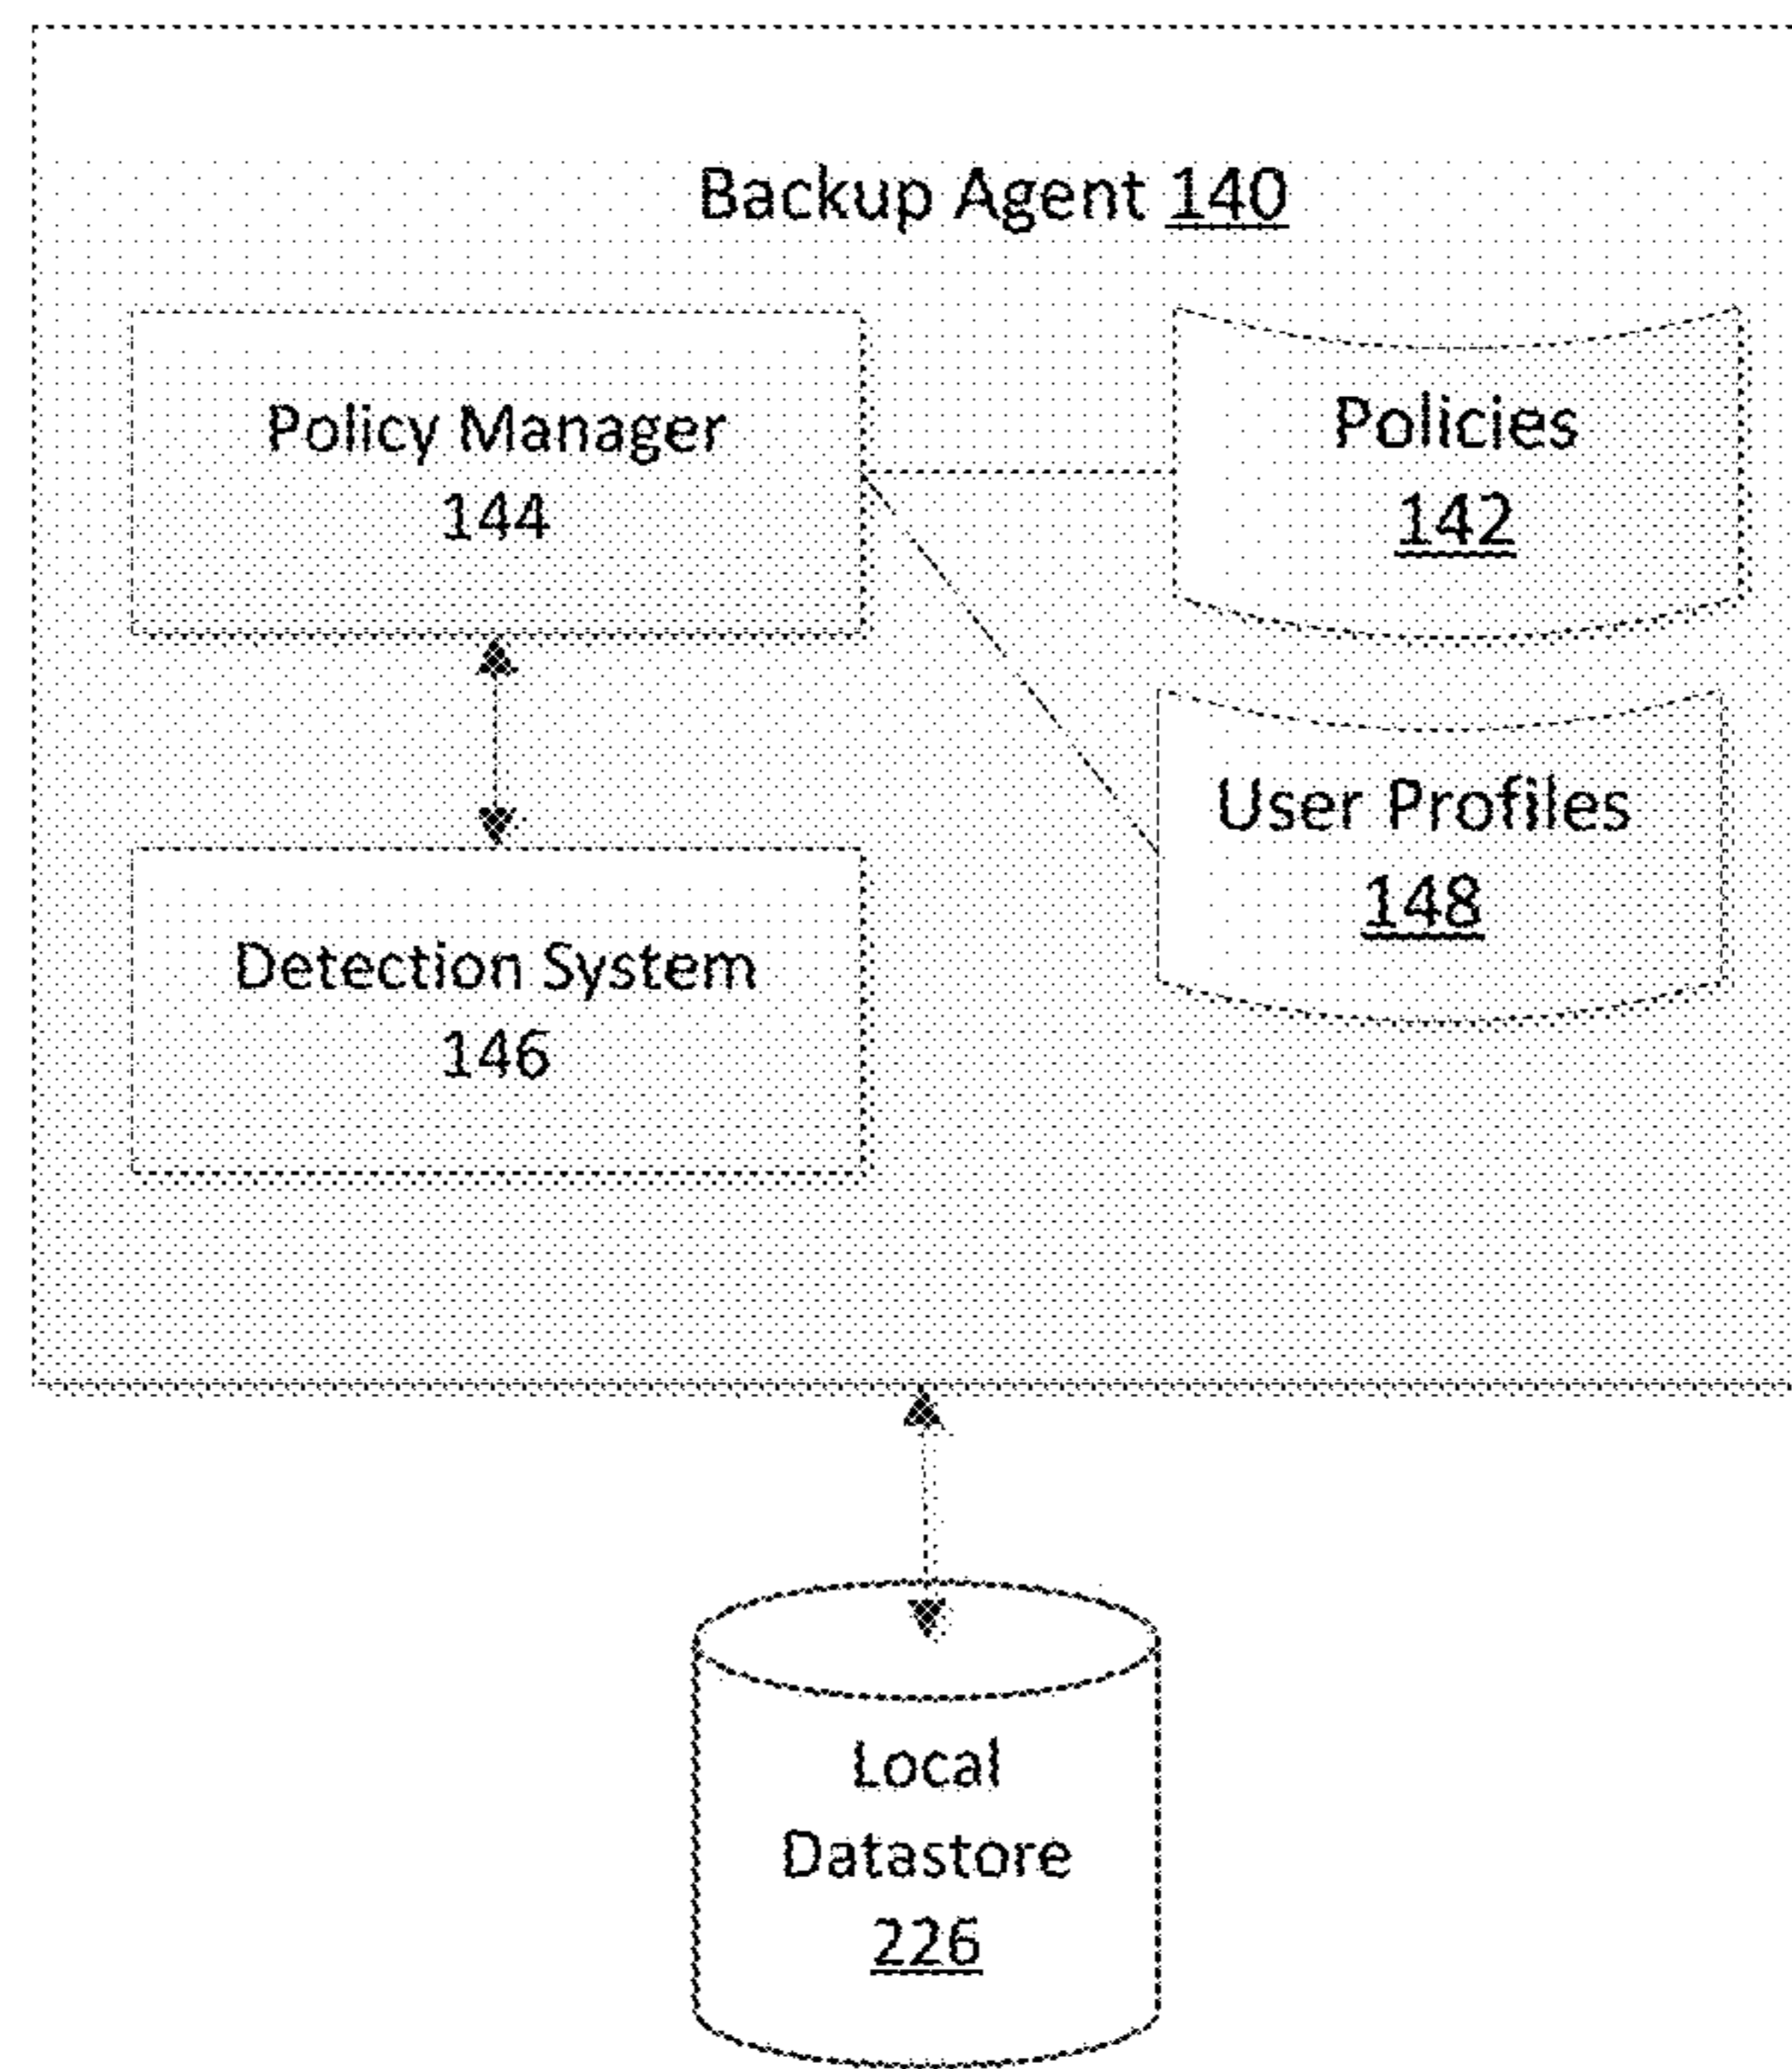 Backup Agent 140
Policy Manager
144
Policies
142
User Profiles
148
Detection System
146
Local
Datastore
226